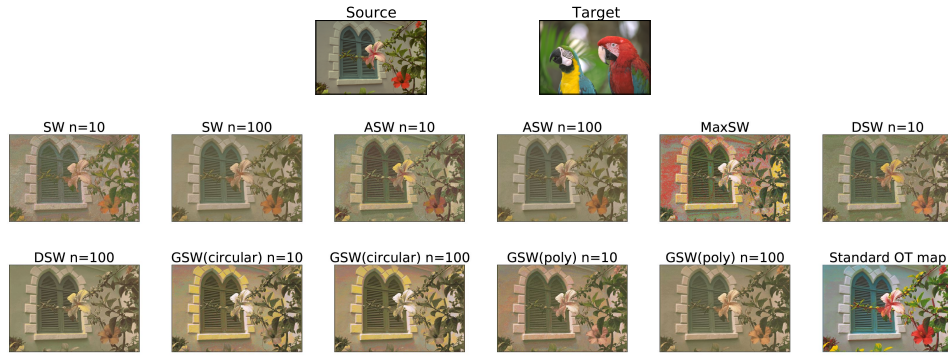 Source Target
SW n=10 SW n=100 ASW n=10 ASW n=100 MaxSW DSW n=10
DSW n=100 GSW(circular) n=10 GSW(circular) n=100 GSW(poly) n=10 GSW(poly) n=100 Standard OT map